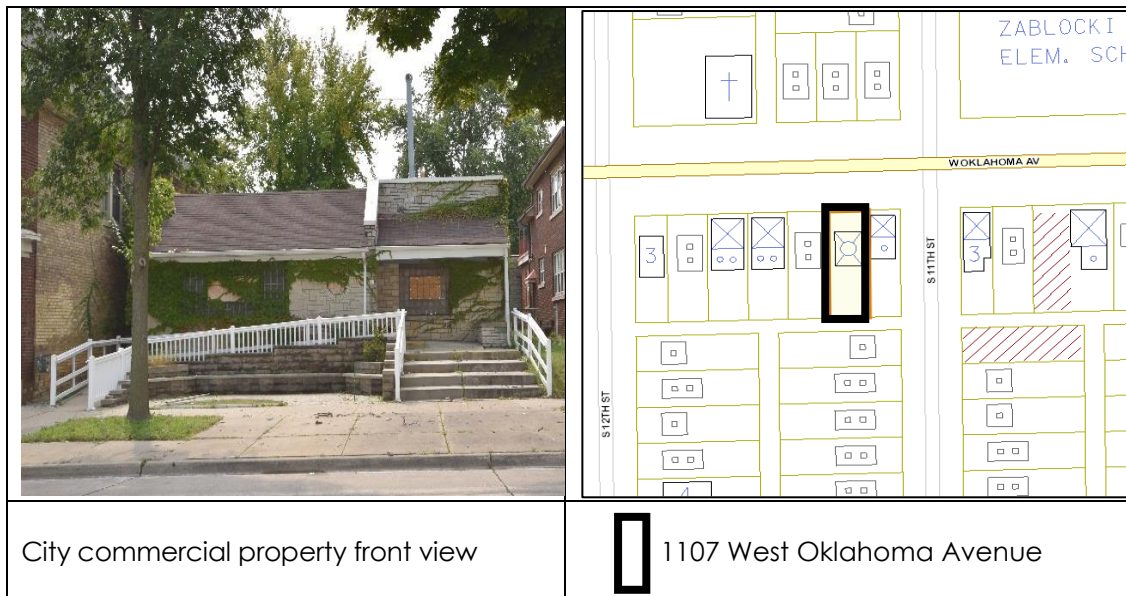 ZABLOCKI
ELEM. SCH
W OKLAHOMA AV
3
3
S 12TH ST
S 11TH ST
City commercial property front view
1107 West Oklahoma Avenue